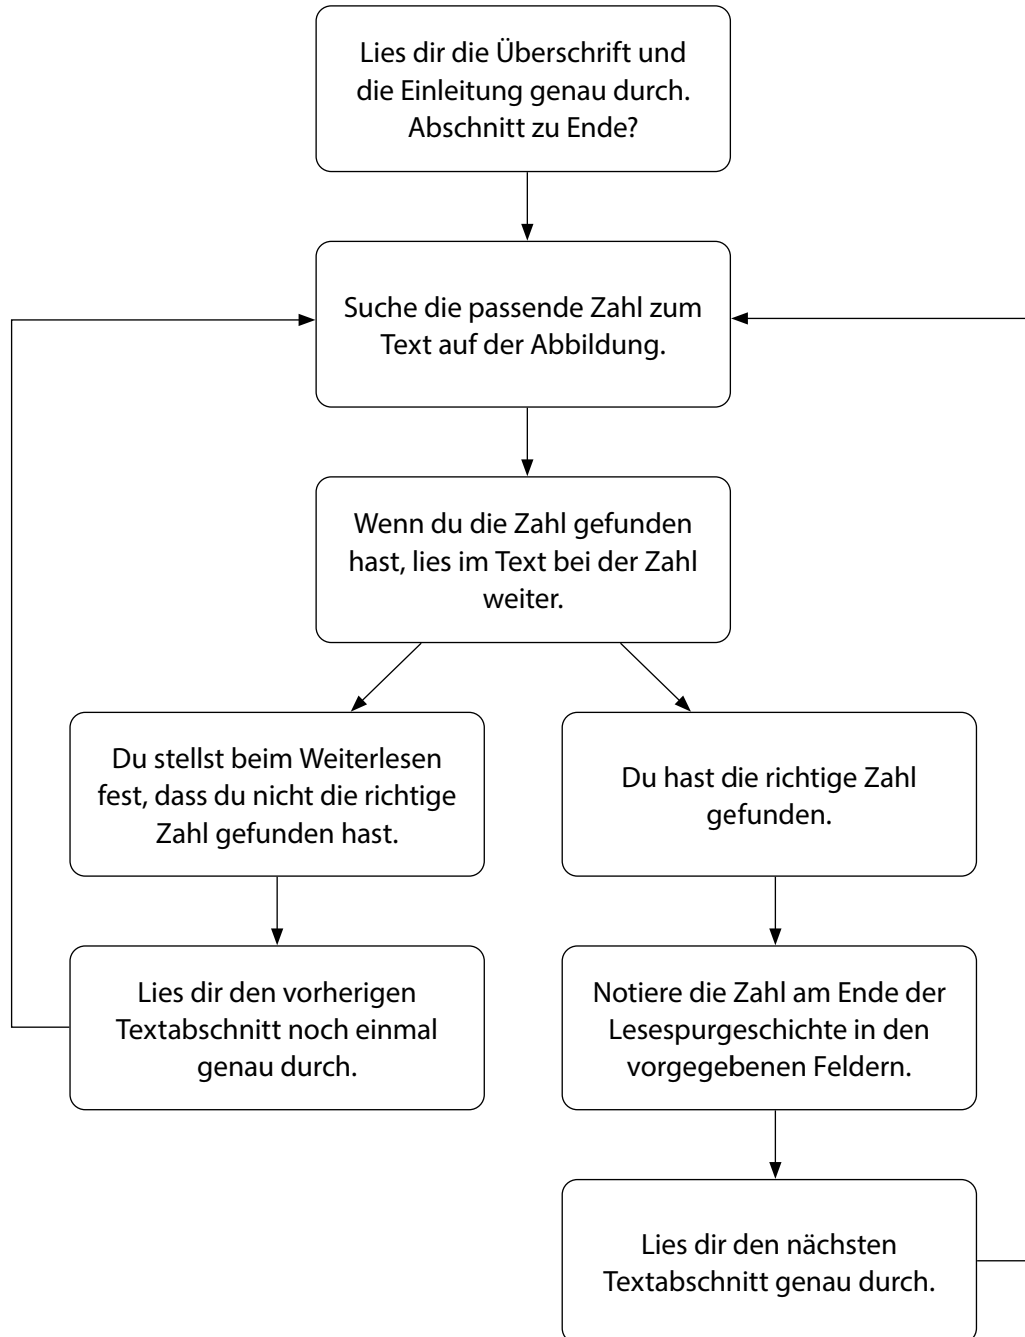 Lies dir die Überschrift und
die Einleitung genau durch.
Abschnitt zu Ende?
Suche die passende Zahl zum
Text auf der Abbildung.
Wenn du die Zahl gefunden
hast, lies im Text bei der Zahl
weiter.
Du stellst beim Weiterlesen
fest, dass du nicht die richtige
Zahl gefunden hast.
Du hast die richtige Zahl
gefunden.
Lies dir den vorherigen
Textabschnitt noch einmal
genau durch.
Notiere die Zahl am Ende der
Lesespurgeschichte in den
vorgegebenen Feldern.
Lies dir den nächsten
Textabschnitt genau durch.